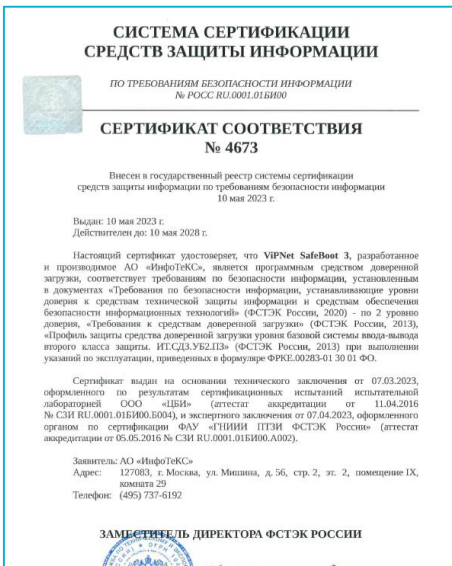 СИСТЕМА СЕРТИФИКАЦИИ
СРЕДСТВ ЗАЩИТЫ ИНФОРМАЦИИ
ПО ТРЕБОВАНИЯМ БЕЗОПАСНОСТИ ИНФОРМАЦИИ
№ РОСС RU.0001.01БИ00
СЕРТИФИКАТ СООТВЕТСТВИЯ
№ 4673
Внесен в государственный реестр системы сертификации
средств защиты информации по требованиям безопасности информации
10 мая 2023 г.
Выдан: 10 мая 2023 г.
Действителен до: 10 мая 2028 г.
Настоящий сертификат удостоверяет, что ViPNet SafeBoot 3, разработанное
и производимое АО «ИнфоТеКС», является программным средством доверенной
загрузки, соответствует требованиям по безопасности информации, установленным
в документах «Требования по безопасности информации, устанавливающие уровни
доверия к средствам технической защиты информации и средствам обеспечения
безопасности информационных технологий» (ФСТЭК России, 2020) - по 2 уровню
доверия, «Требования к средствам доверенной загрузки» (ФСТЭК России, 2013),
«Профиль защиты средства доверенной загрузки уровня базовой системы ввода-вывода
второго класса защиты. ИТ.СДЗ.УБ2.ПЗ» (ФСТЭК России, 2013) при выполнении
указаний по эксплуатации, приведенных в формуляре ФРКЕ.00283-01 30 01 ФО.
Сертификат выдан на основании технического заключения от 07.03.2023,
оформленного по результатам сертификационных испытаний испытательной
лабораторией ООО «ЦБИ» (аттестат аккредитации от 11.04.2016
№ СЗИ RU.0001.01БИ00.Б004), и экспертного заключения от 07.04.2023, оформленного
органом по сертификации ФАУ «ГНИИИ ПТЗИ ФСТЭК России» (аттестат
аккредитации от 05.05.2016 № СЗИ RU.0001.01БИ00.А002).
Заявитель: АО «ИнфоТеКС»
Адрес: 127083, г. Москва, ул. Мишина, д. 56, стр. 2, эт. 2, помещение IX,
комната 29
Телефон: (495) 737-6192
ЗАМЕСТИТЕЛЬ ДИРЕКТОРА ФСТЭК РОССИИ